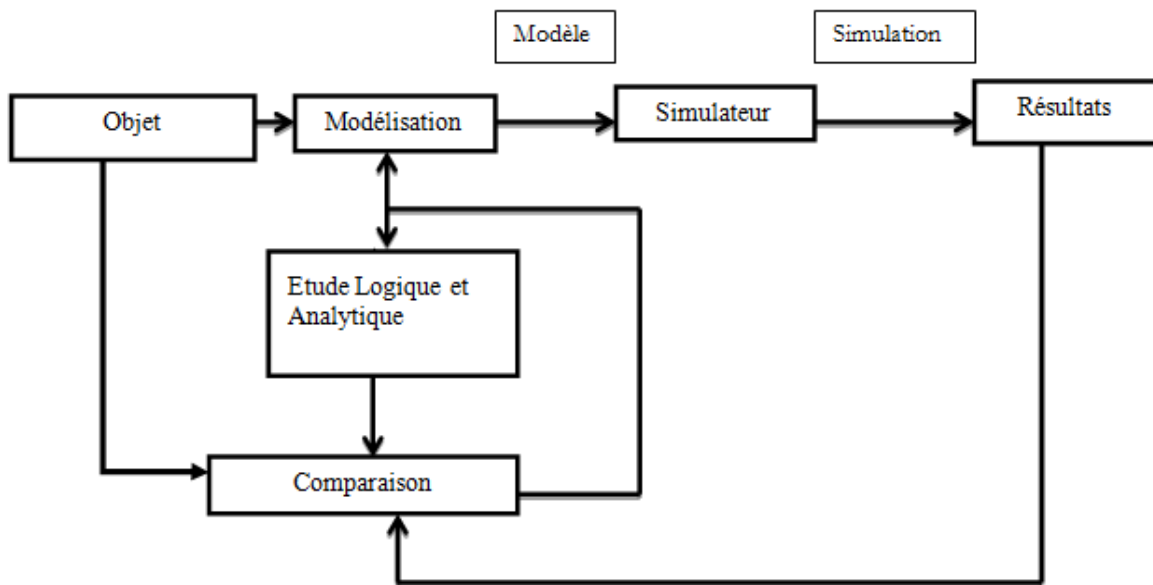 Modèle
Simulation
Objet
Modélisation
Simulateur
Résultats
Etude Logique et
Analytique
Comparaison